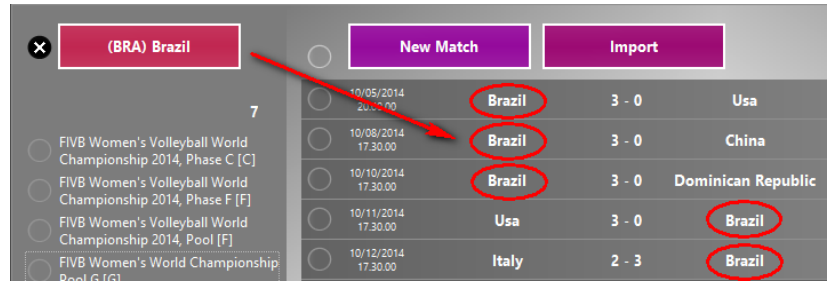 (BRA) Brazil
7
FIVB Women's Volleyball World
Championship 2014, Phase C [C]
FIVB Women's Volleyball World
Championship 2014, Phase F [F]
FIVB Women's Volleyball World
Championship 2014, Pool [F]
FIVB Women's World Championship
Pool G [G]
New Match
Import
10/05/2014
20.00.00
Brazil
3 - 0
Usa
10/08/2014
17.30.00
Brazil
3 - 0
China
10/10/2014
17.30.00
Brazil
3 - 0
Dominican Republic
10/11/2014
17.30.00
Usa
3 - 0
Brazil
10/12/2014
17.30.00
Italy
2 - 3
Brazil